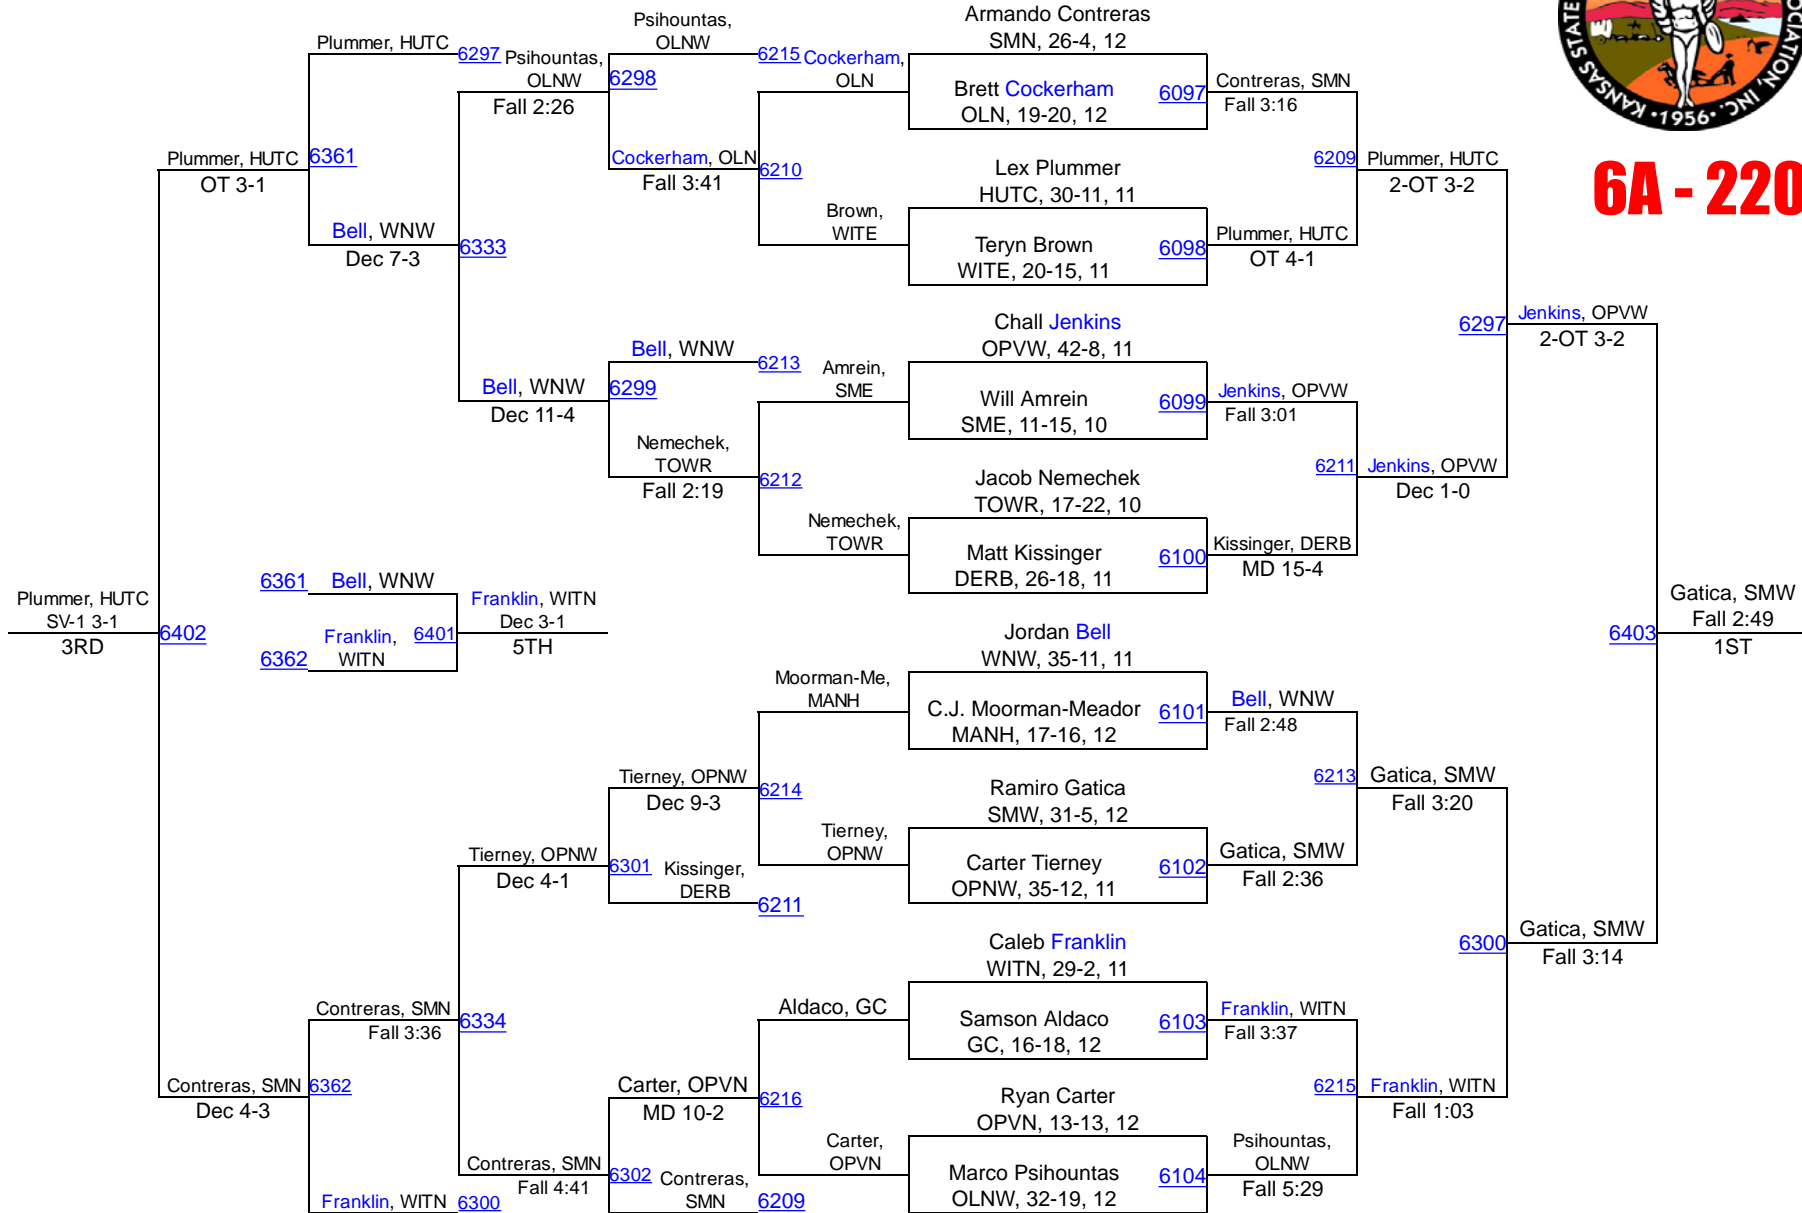 KANSAS STATE
OCIATION, INC.
•1956•
6A - 220
Armando Contreras
SMN, 26-4, 12
Brett Cockerham
OLN, 19-20, 12
6097
Lex Plummer
HUTC, 30-11, 11
Teryn Brown
WITE, 20-15, 11
6098
Chall Jenkins
OPVW, 42-8, 11
Will Amrein
SME, 11-15, 10
6099
Jacob Nemechek
TOWR, 17-22, 10
Matt Kissinger
DERB, 26-18, 11
6100
Jordan Bell
WNW, 35-11, 11
C.J. Moorman-Meador
MANH, 17-16, 12
6101
Ramiro Gatica
SMW, 31-5, 12
Carter Tierney
OPNW, 35-12, 11
6102
Caleb Franklin
WITN, 29-2, 11
Samson Aldaco
GC, 16-18, 12
6103
Ryan Carter
OPVN, 13-13, 12
Marco Psihountas
OLNW, 32-19, 12
6104
Contreras, SMN
Fall 3:16
6209
Plummer, HUTC
OT 4-1
Jenkins, OPVW
Fall 3:01
6211
Kissinger, DERB
MD 15-4
Bell, WNW
Fall 2:48
6213
Gatica, SMW
Fall 2:36
Franklin, WITN
Fall 3:37
6215
Psihountas,
OLNW
Fall 5:29
Plummer, HUTC
2-OT 3-2
6297
Jenkins, OPVW
Dec 1-0
Gatica, SMW
Fall 3:20
6300
Franklin, WITN
Fall 1:03
Jenkins, OPVW
2-OT 3-2
6403
Gatica, SMW
Fall 3:14
Gatica, SMW
Fall 2:49
1ST
Cockerham,
OLN
6210
Brown,
WITE
Amrein,
SME
6212
Nemechek,
TOWR
Moorman-Me,
MANH
6214
Tierney,
OPNW
Aldaco, GC
6216
Carter,
OPVN
Psihountas,
OLNW
6215
6298
Cockerham, OLN
Fall 3:41
Bell, WNW
6213
6299
Nemechek,
TOWR
Fall 2:19
Tierney, OPNW
Dec 9-3
6301
Kissinger,
DERB
6211
Carter, OPVN
MD 10-2
6302
Contreras,
SMN
6209
Psihountas,
OLNW
Fall 2:26
6333
Bell, WNW
Dec 11-4
Tierney, OPNW
Dec 4-1
6334
Contreras, SMN
Fall 4:41
Plummer, HUTC
6297
6361
Bell, WNW
Dec 7-3
Contreras, SMN
Fall 3:36
6362
Franklin, WITN
6300
Plummer, HUTC
OT 3-1
6402
Contreras, SMN
Dec 4-3
Plummer, HUTC
SV-1 3-1
3RD
6361
Bell, WNW
6362
Franklin,
WITN
6401
Franklin, WITN
Dec 3-1
5TH